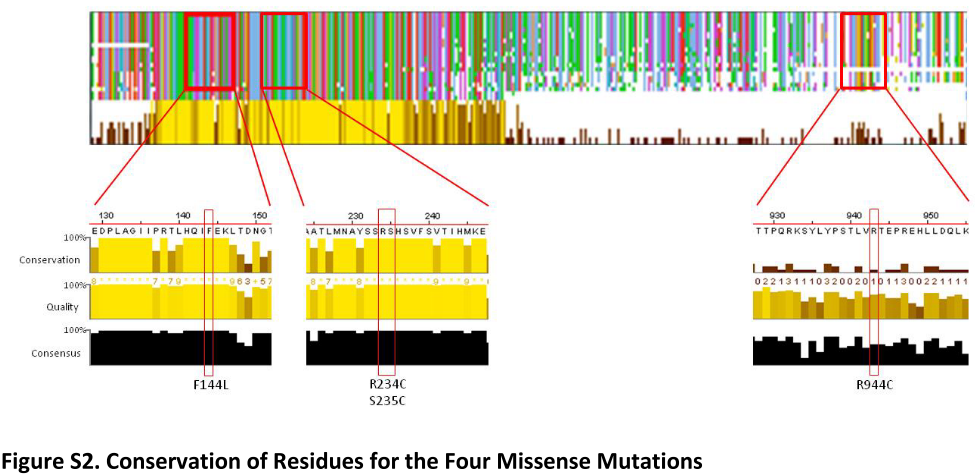 130 140 150 230 240 930 940 950
EDPLAGIIPRTLHQIFEKLTDNGT AATLMNAYSSRSHSVFSVTIHMKE TTPQRKSYLYPSTLVRTEPREHLLDQLK
100%
Conservation
Quality
100%
Consensus
F144L R234C R944C
S235C
Figure S2. Conservation of Residues for the Four Missense Mutations